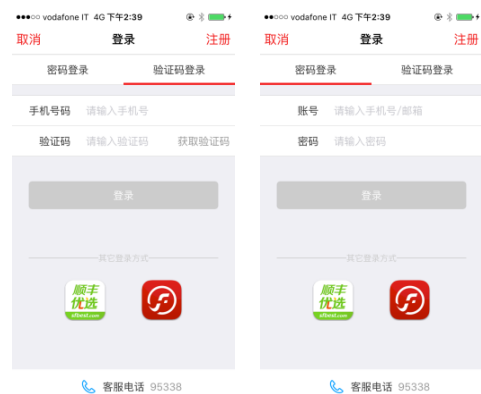 vodafone IT 4G 下午2:39
取消 登录 注册
密码登录 验证码登录
手机号码 请输入手机号
验证码 请输入验证码 获取验证码
登录
其它登录方式
顺丰
优选
sfbest.com
客服电话 95338
vodafone IT 4G 下午2:39
取消 登录 注册
密码登录 验证码登录
账号 请输入手机号/邮箱
密码 请输入密码
登录
其它登录方式
顺丰
优选
sfbest.com
客服电话 95338